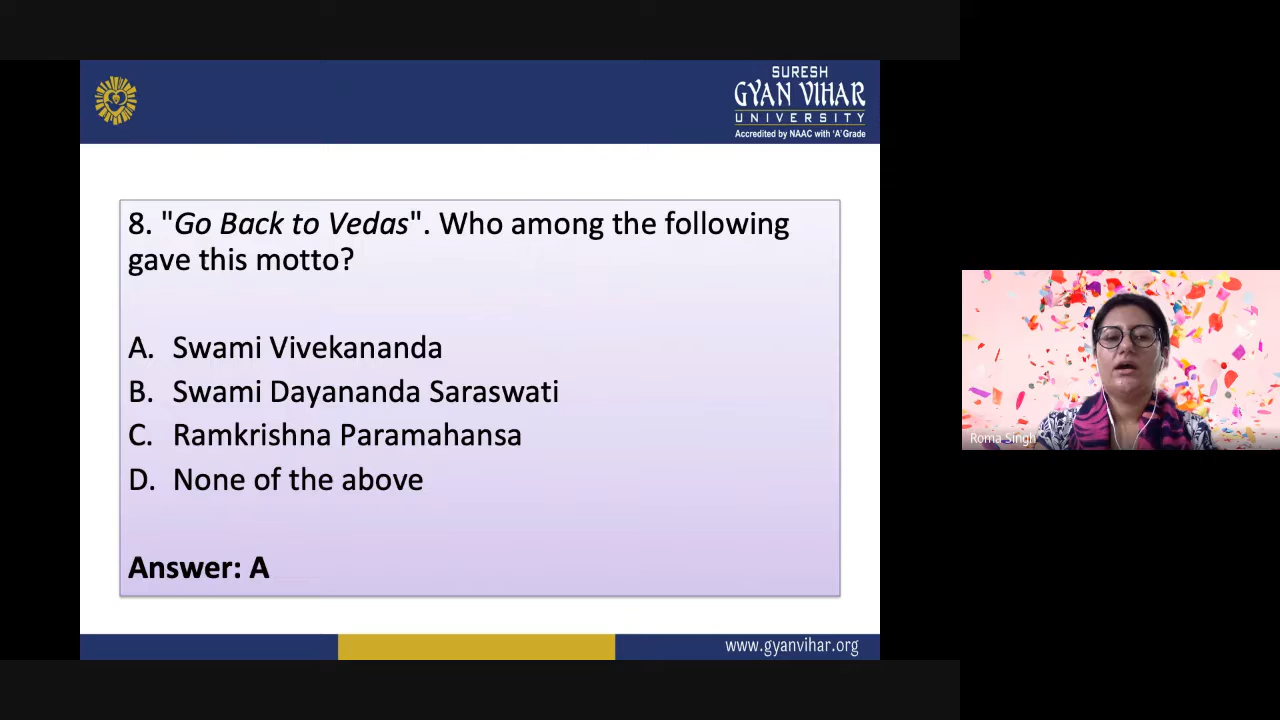 SURESH
GYAN VIHAR
UNIVERSITY
Accredited by NAAC with 'A' Grade
8. "Go Back to Vedas". Who among the following
gave this motto?
A. Swami Vivekananda
B. Swami Dayananda Saraswati
C. Ramkrishna Paramahansa
D. None of the above
Answer: A
Roma Singh
www.gyanvihar.org